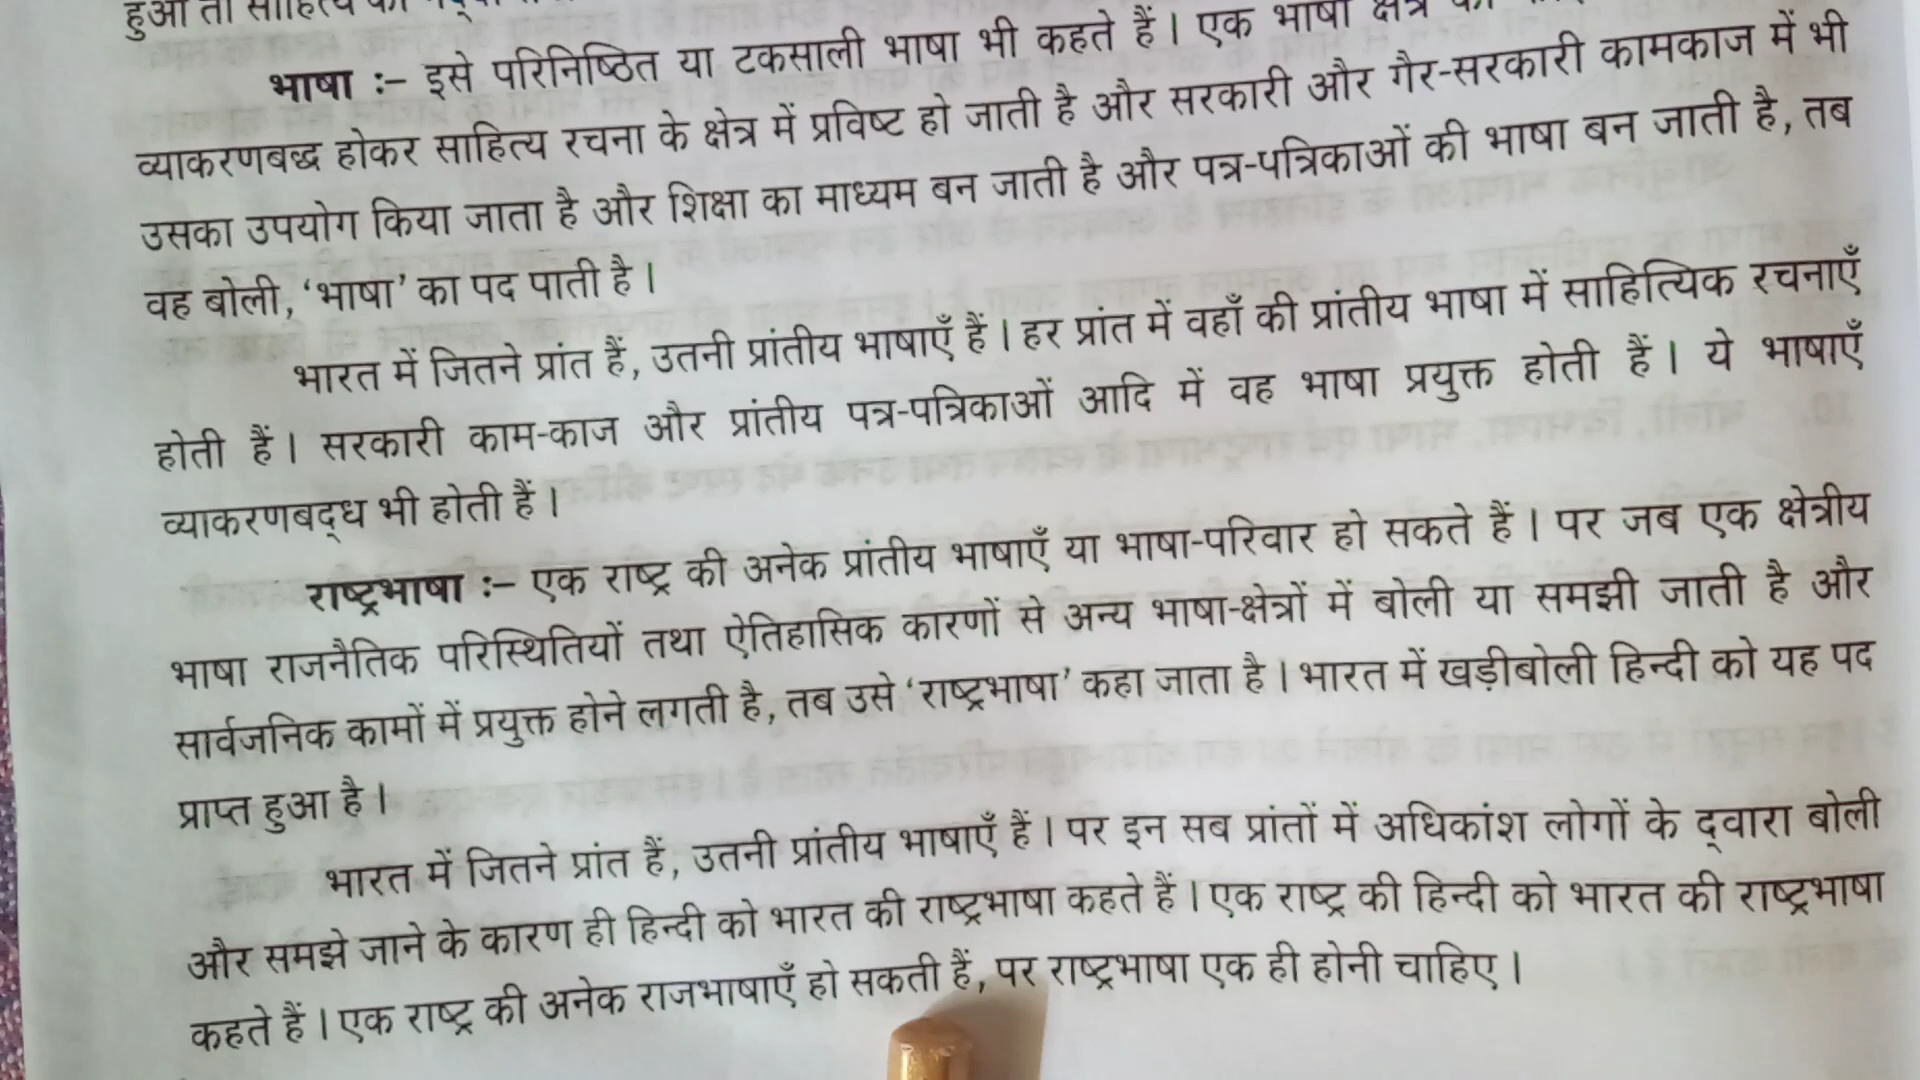 हुआ तो साहित्य
भाषा :– इसे परिनिष्ठित या टकसाली भाषा भी कहते हैं। एक भाषा क्षेत्र
व्याकरणबद्ध होकर साहित्य रचना के क्षेत्र में प्रविष्ट हो जाती है और सरकारी और गैर-सरकारी कामकाज में भी
उसका उपयोग किया जाता है और शिक्षा का माध्यम बन जाती है और पत्र-पत्रिकाओं की भाषा बन जाती है, तब
वह बोली, ‘भाषा’ का पद पाती है।
भारत में जितने प्रांत हैं, उतनी प्रांतीय भाषाएँ हैं। हर प्रांत में वहाँ की प्रांतीय भाषा में साहित्यिक रचनाएँ
होती हैं। सरकारी काम-काज और प्रांतीय पत्र-पत्रिकाओं आदि में वह भाषा प्रयुक्त होती हैं। ये भाषाएँ
व्याकरणबद्‌ध भी होती हैं।
राष्ट्रभाषा :– एक राष्ट्र की अनेक प्रांतीय भाषाएँ या भाषा-परिवार हो सकते हैं। पर जब एक क्षेत्रीय
भाषा राजनैतिक परिस्थितियों तथा ऐतिहासिक कारणों से अन्य भाषा-क्षेत्रों में बोली या समझी जाती है और
सार्वजनिक कामों में प्रयुक्त होने लगती है, तब उसे ‘राष्ट्रभाषा’ कहा जाता है। भारत में खड़ीबोली हिन्दी को यह पद
प्राप्त हुआ है।
भारत में जितने प्रांत हैं, उतनी प्रांतीय भाषाएँ हैं। पर इन सब प्रांतों में अधिकांश लोगों के द्‌वारा बोली
और समझे जाने के कारण ही हिन्दी को भारत की राष्ट्रभाषा कहते हैं। एक राष्ट्र की हिन्दी को भारत की राष्ट्रभाषा
कहते हैं। एक राष्ट्र की अनेक राजभाषाएँ हो सकती हैं, पर राष्ट्रभाषा एक ही होनी चाहिए।